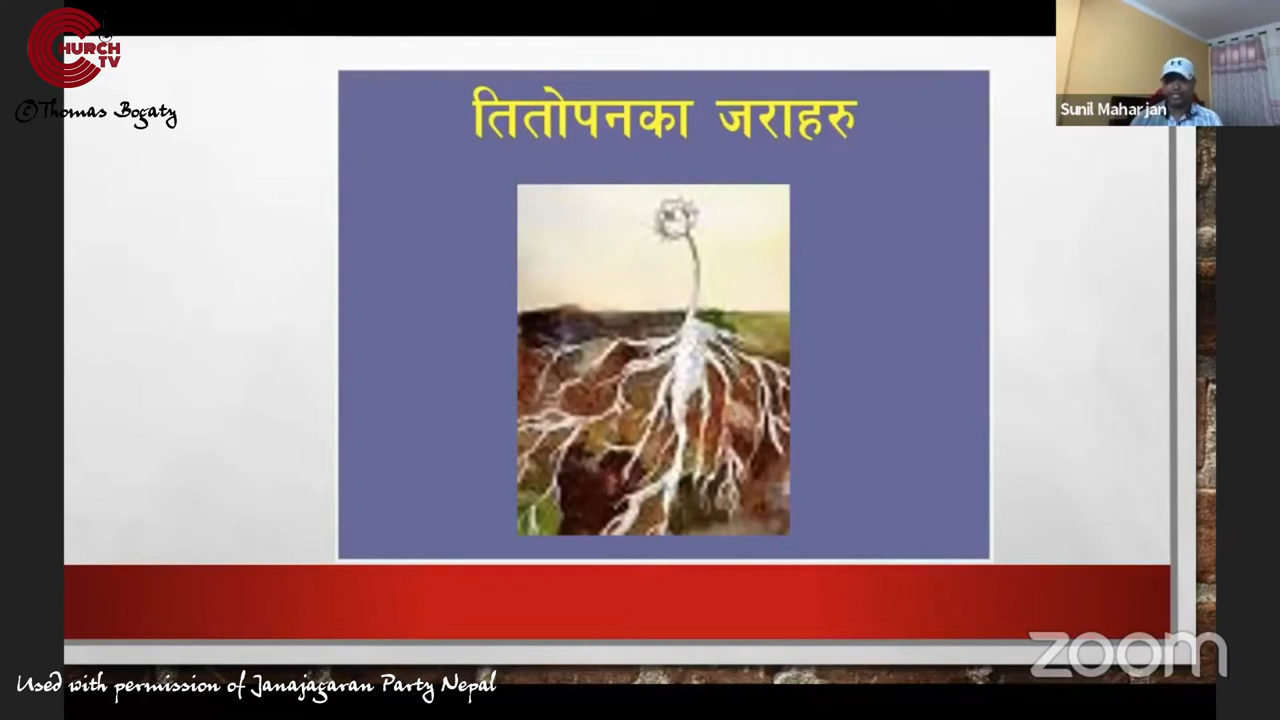 CHURCH
TV
©Thomas Bogaty
तितोपनका जराहरु
Sunil Maharjan
zoom
Used with permission of Janajagaran Party Nepal